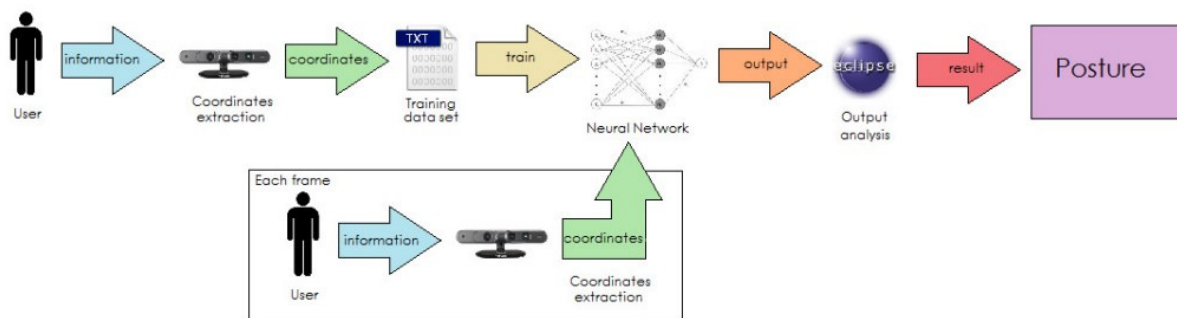 information
coordinates
TXT
train
output
eclipse
result
Posture
User
Coordinates
extraction
Training
data set
Neural Network
Output
analysis
Each frame
information
coordinates
User
Coordinates
extraction